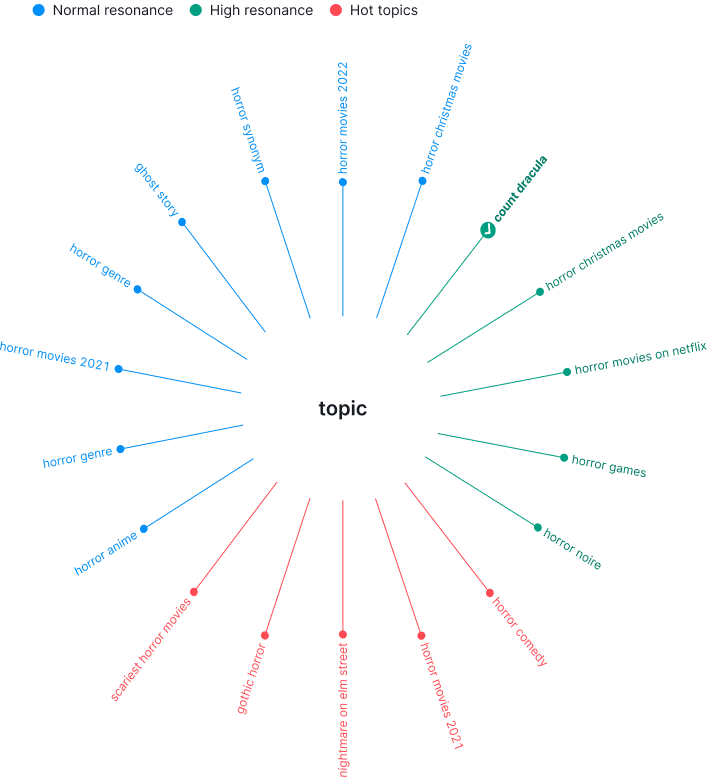 Normal resonance
High resonance
Hot topics
horror movies 2022
horror christmas movies
count dracula
horror christmas movies
horror movies on netflix
horror games
horror noire
horror comedy
horror movies 2021
nightmare on elm street
gothic horror
scariest horror movies
horror anime
horror genre
horror movies 2021
horror genre
ghost story
horror synonym
topic